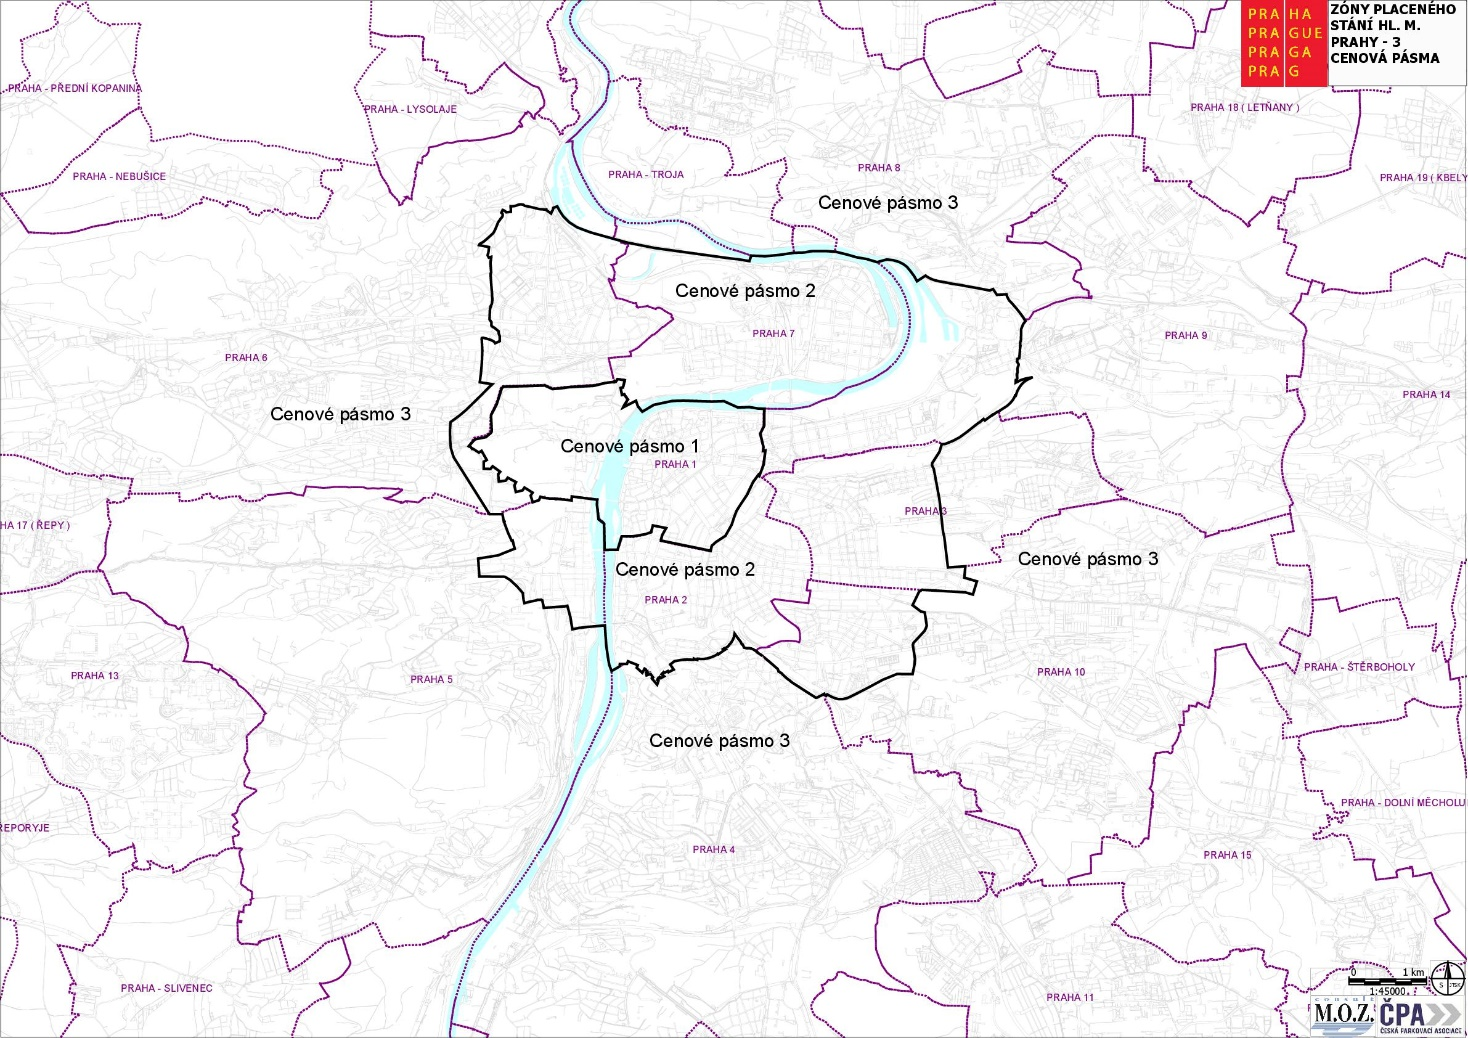 PRA HA
PRA GUE
PRA GA
PRA G
ZÓNY PLACENÉHO
STÁNÍ HL. M.
PRAHY - 3
CENOVÁ PÁSMA
PRAHA - PŘEDNÍ KOPANINA
PRAHA - LYSOLAJE
PRAHA 18 ( LETŇANY )
PRAHA - NEBUŠICE
PRAHA - TROJA
PRAHA 8
PRAHA 19 ( KBELY
Cenové pásmo 3
Cenové pásmo 2
PRAHA 7
PRAHA 9
PRAHA 6
PRAHA 14
Cenové pásmo 3
Cenové pásmo 1
PRAHA 1
HA 17 ( ŘEPY )
PRAHA 3
Cenové pásmo 3
Cenové pásmo 2
PRAHA 2
PRAHA 13
PRAHA 5
PRAHA 10
PRAHA - ŠTĚRBOHOLY
Cenové pásmo 3
PRAHA - DOLNÍ MĚCHOLU
ŘEPORYJE
PRAHA 4
PRAHA 15
PRAHA - SLIVENEC
PRAHA 11
0 1 km
1:45000
consult
M.O.Z.
ČPA
ČESKÁ PARKOVACÍ ASOCIACE